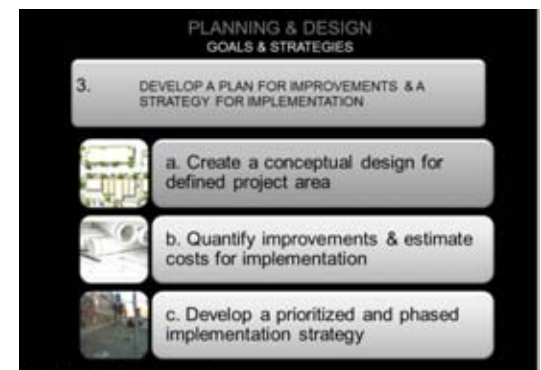 PLANNING & DESIGN
GOALS & STRATEGIES
3. DEVELOP A PLAN FOR IMPROVEMENTS & A
STRATEGY FOR IMPLEMENTATION
a. Create a conceptual design for
defined project area
b. Quantify improvements & estimate
costs for implementation
c. Develop a prioritized and phased
implementation strategy